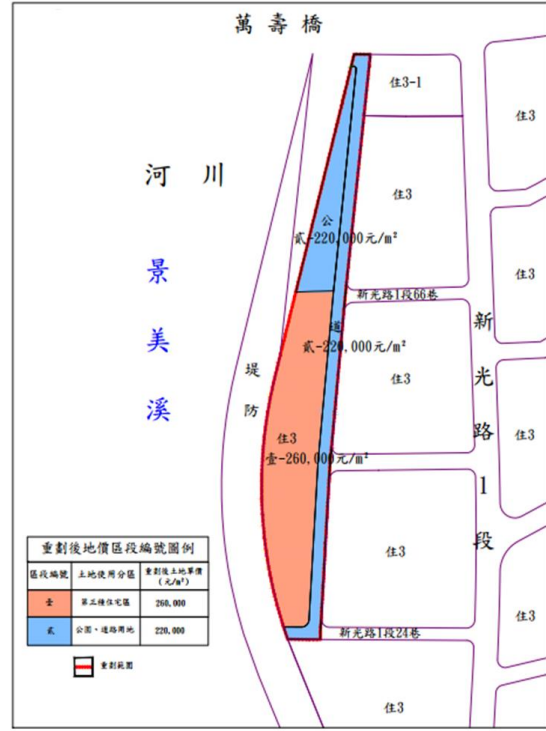 萬壽橋
住3-1
住3
河川
住3
公
貳-220,000元/m²
景美溪
新光路1段66巷
住3
新光路1段
道
貳-220,000元/m²
堤防
住3
住3
住3
壹-260,000元/m²
住3
重劃後地價區段編號圖例
區段編號 土地使用分區 重劃後土地單價(元/m²)
壹 第三種住宅區 260,000
貳 公園、道路用地 220,000
重劃範圍
新光路1段24巷
住3
住3